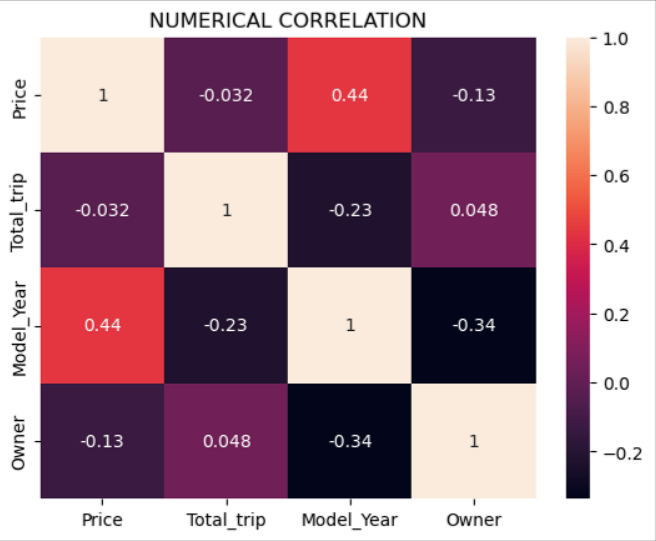 NUMERICAL CORRELATION
Price 1 -0.032 0.44 -0.13
Total_trip -0.032 1 -0.23 0.048
Model_Year 0.44 -0.23 1 -0.34
Owner -0.13 0.048 -0.34 1
Price Total_trip Model_Year Owner
1.0
0.8
0.6
0.4
0.2
0.0
−0.2